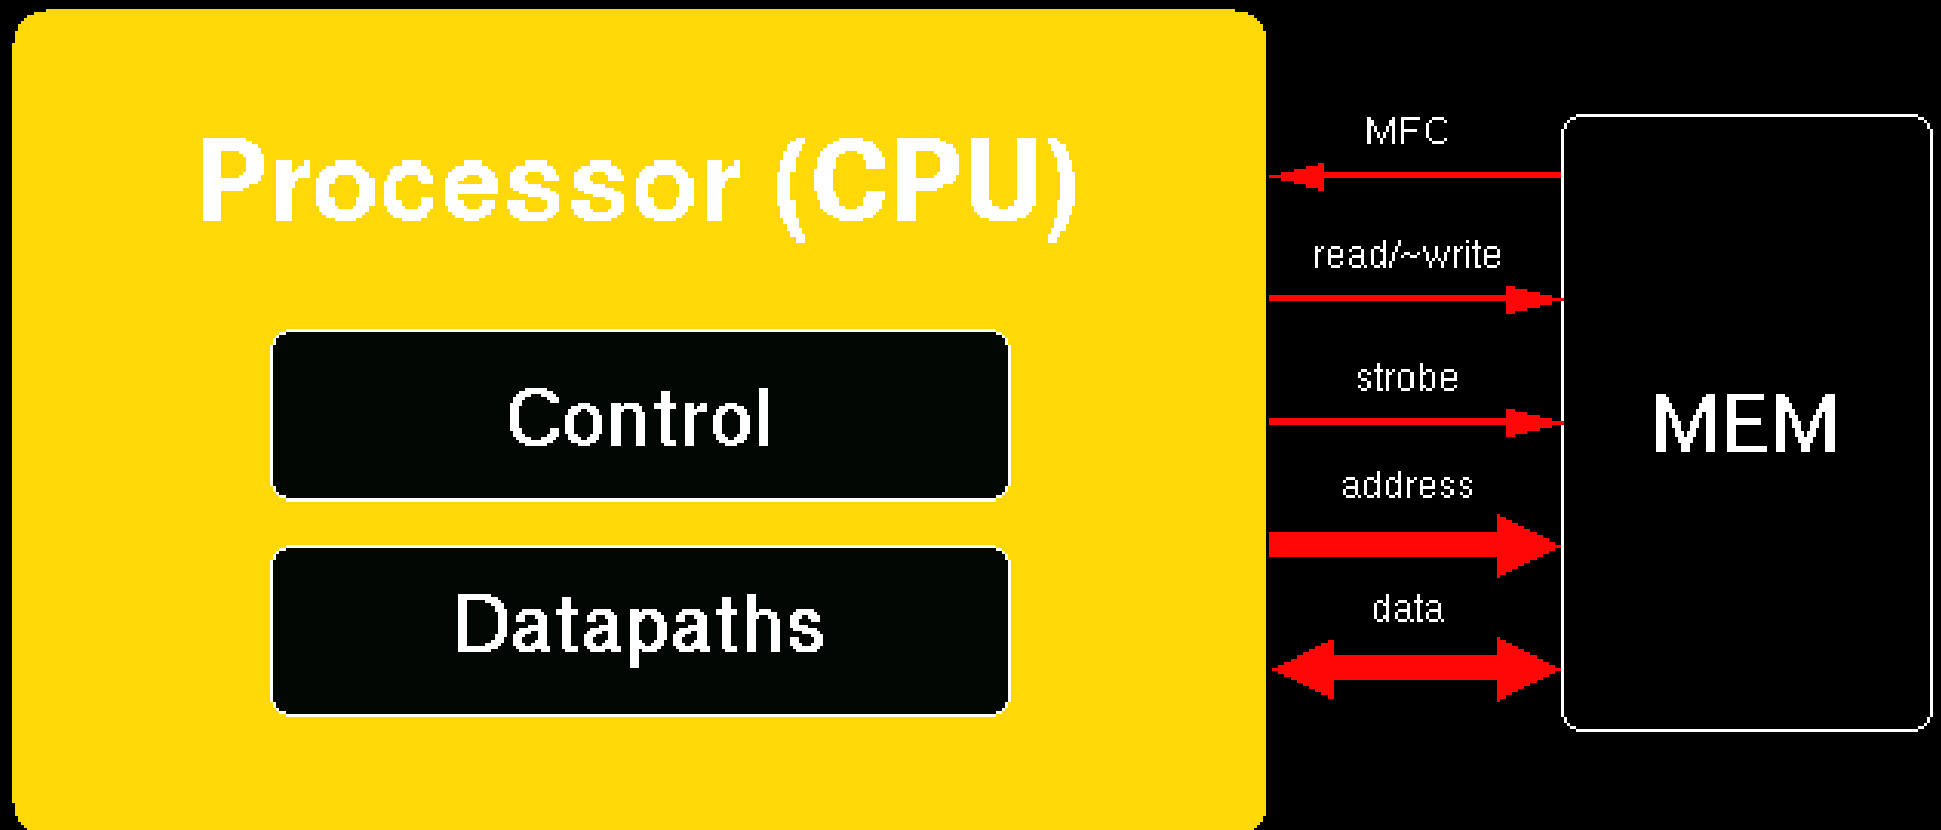 Processor (CPU)
Control
Datapaths
MFC
read/~write
strobe
address
data
MEM